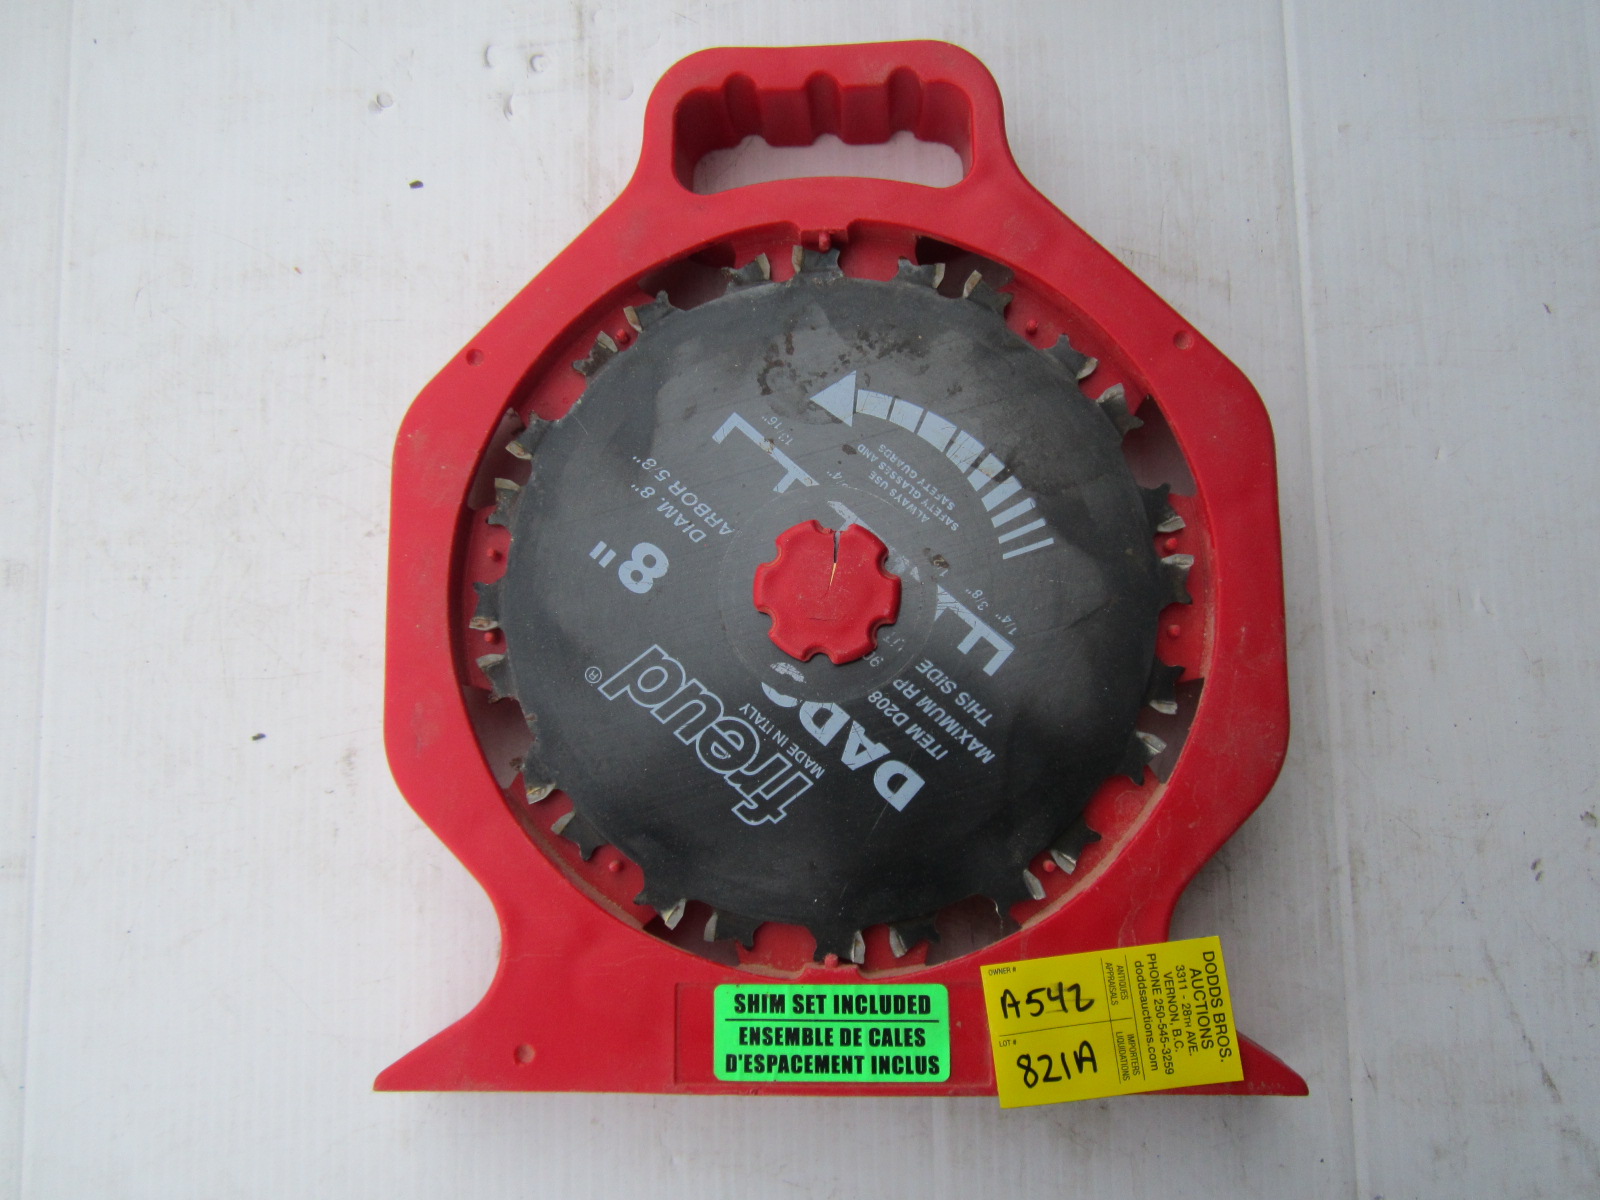 freud®
MADE IN ITALY
DADO
ITEM D208
MAXIMUM RP
THIS SIDE
8"
DIAM. 8"
ARBOR 5/8"
13/16"
1/4" 3/8"
ALWAYS USE
SAFETY GLASSES AND
SAFETY GUARDS
SHIM SET INCLUDED
ENSEMBLE DE CALES
D'ESPACEMENT INCLUS
OWNER #
A542
LOT #
821A
ANTIQUES
APPRAISALS
IMPORTERS
LIQUIDATIONS
DODDS BROS.
AUCTIONS
3311 - 28TH AVE.
VERNON, B.C.
PHONE 250-545-3259
doddsauctions.com